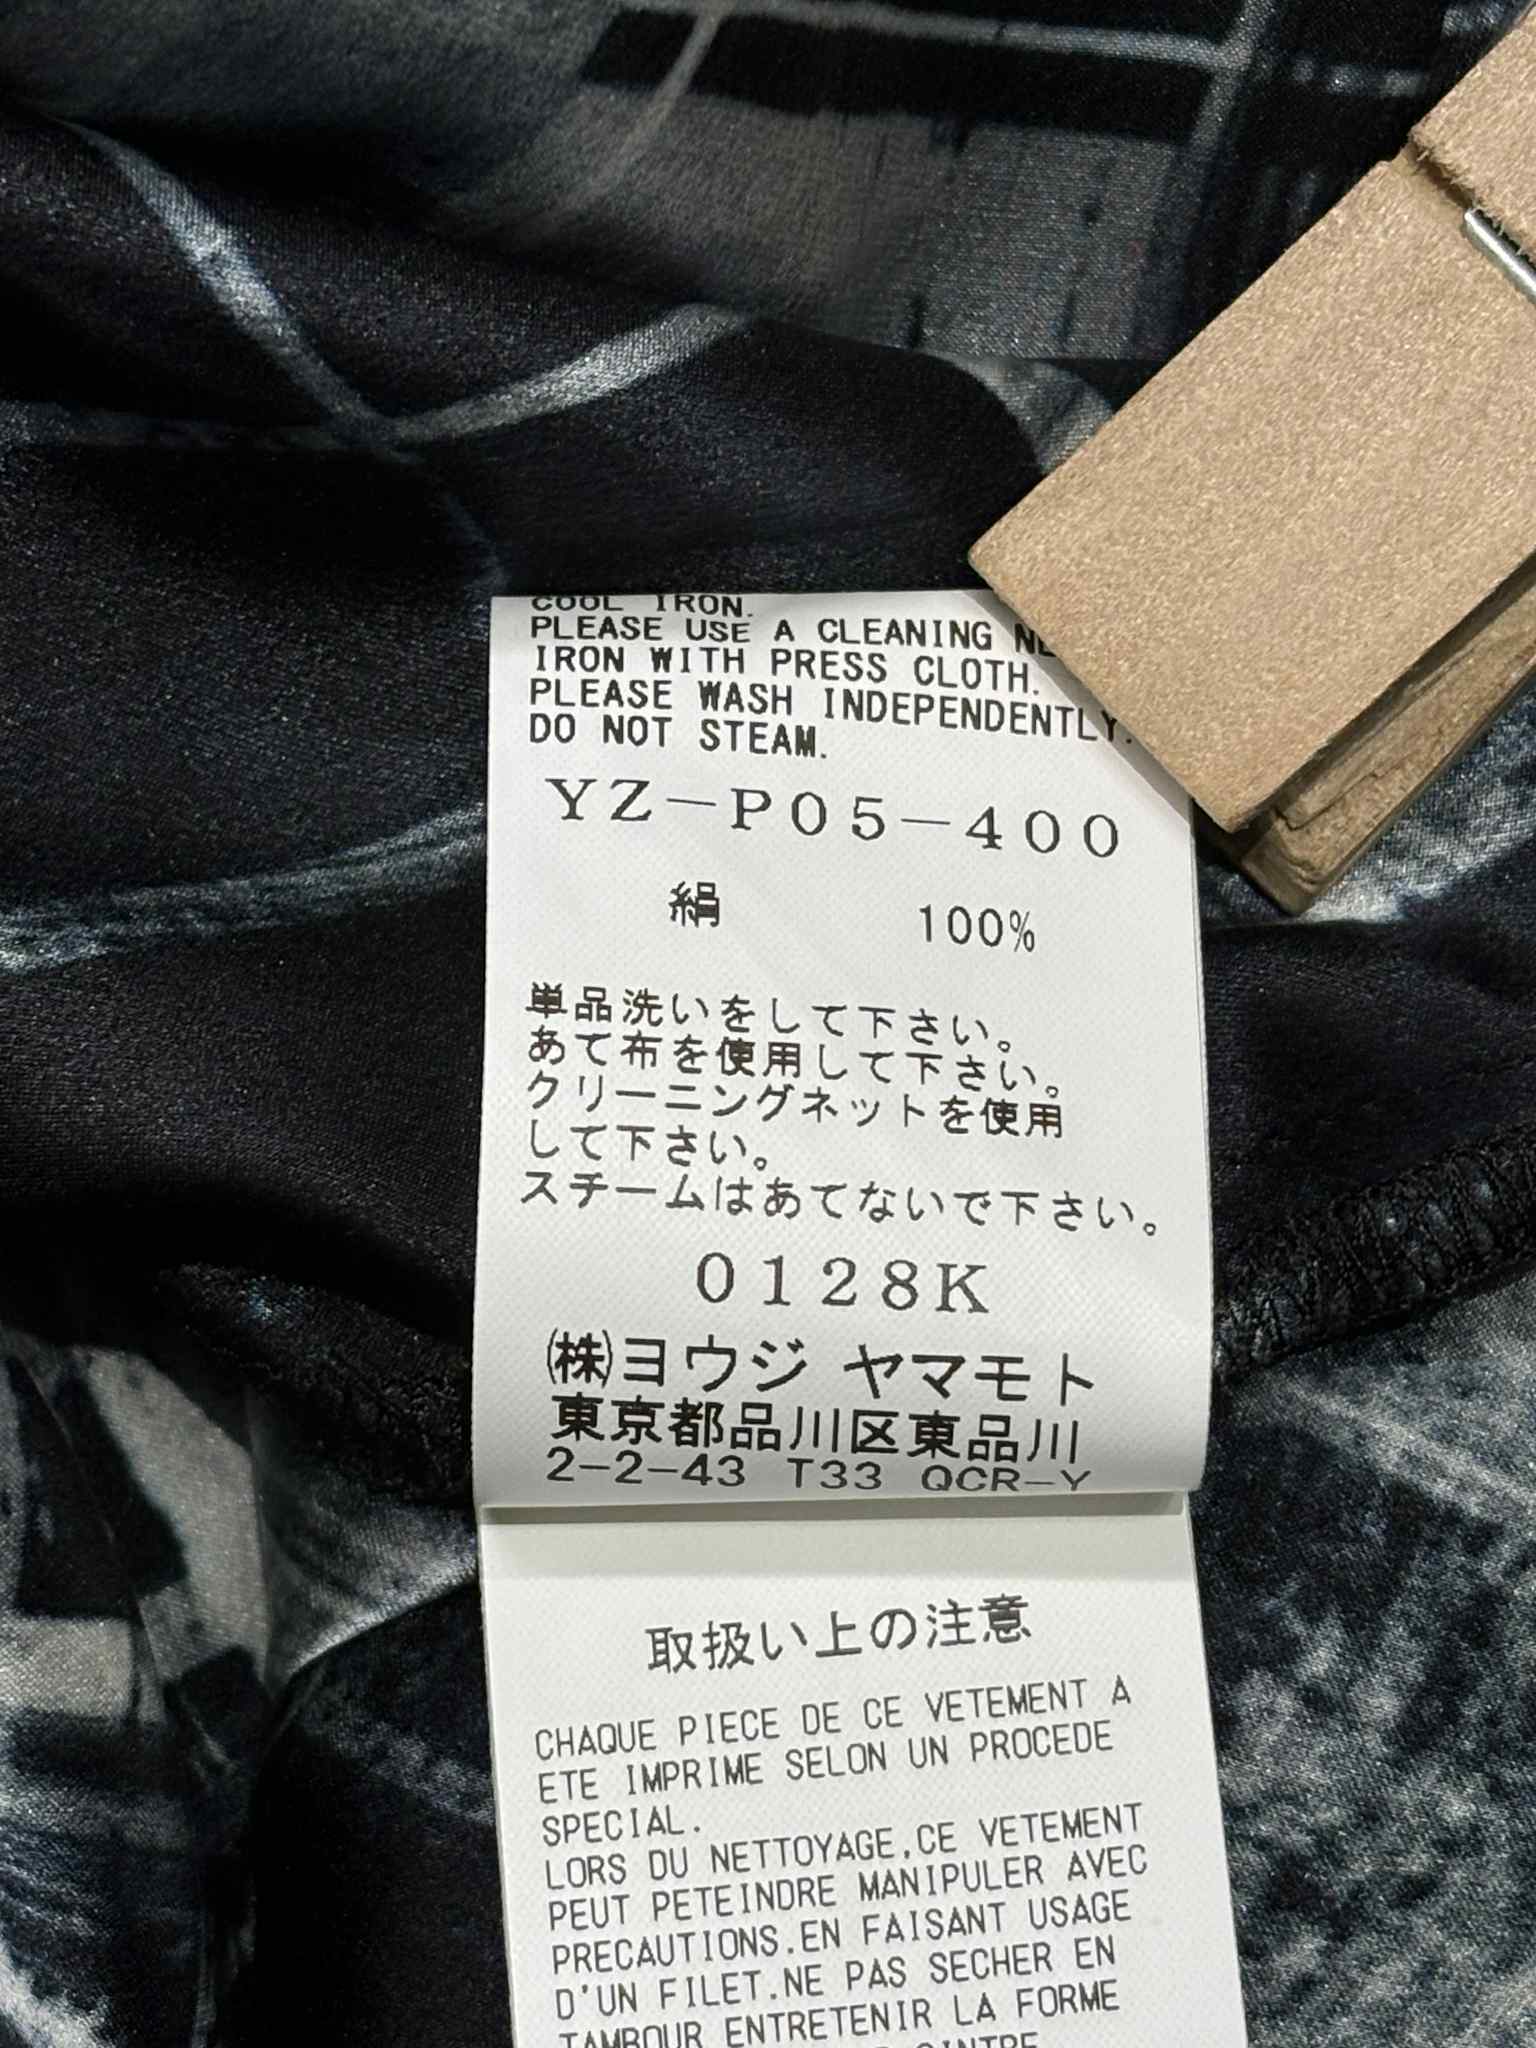 COOL IRON.
PLEASE USE A CLEANING
IRON WITH PRESS CLOTH.
PLEASE WASH INDEPENDENTLY.
DO NOT STEAM.
YZ-P05-400
絹 100%
単品洗いをして下さい。
あて布を使用して下さい。
クリーニングネットを使用
して下さい。
スチームはあてないで下さい。
0128K
㈱ヨウジ ヤマモト
東京都品川区東品川
2-2-43 T33 QCR-Y
取扱い上の注意
CHAQUE PIECE DE CE VETEMENT A
ETE IMPRIME SELON UN PROCEDE
SPECIAL.
LORS DU NETTOYAGE,CE VETEMENT
PEUT PETEINDRE MANIPULER AVEC
PRECAUTIONS.EN FAISANT USAGE
D'UN FILET.NE PAS SECHER EN
TAMBOUR ENTRETENIR LA FORME